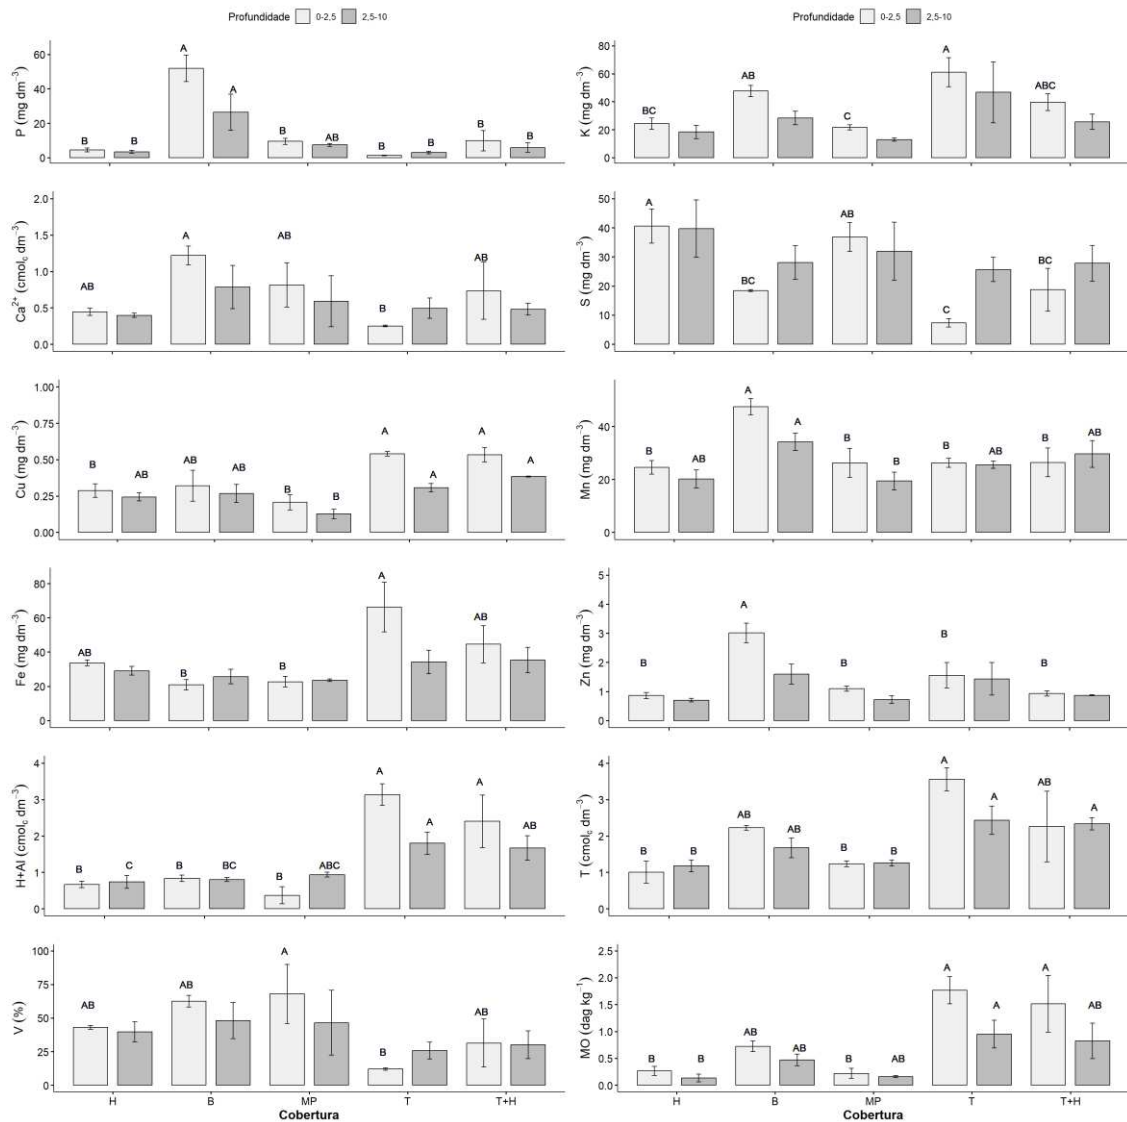 Profundidade 0-2,5 2,5-10
Profundidade 0-2,5 2,5-10
P (mg dm⁻³)
60
40
20
0
B B A A B AB B B B B
K (mg dm⁻³)
80
60
40
20
0
BC AB C A ABC
Ca²⁺ (cmolc dm⁻³)
2.0
1.5
1.0
0.5
0.0
AB A AB B AB
S (mg dm⁻³)
50
40
30
20
10
0
A BC AB C BC
Cu (mg dm⁻³)
1.00
0.75
0.50
0.25
0.00
B AB AB AB B B A B A A
Mn (mg dm⁻³)
40
20
0
B AB A A B B B AB B AB
Fe (mg dm⁻³)
80
60
40
20
0
AB B B A AB
Zn (mg dm⁻³)
5
4
3
2
1
0
B A B B B
H+Al (cmolc dm⁻³)
4
3
2
1
0
B C B BC B ABC A A A AB
T (cmolc dm⁻³)
4
3
2
1
0
B B AB AB B B A A AB A
V (%)
100
75
50
25
0
AB AB A B AB
H B MP T T+H
Cobertura
MO (dag kg⁻¹)
2.5
2.0
1.5
1.0
0.5
0.0
B B AB AB B AB A A A AB
H B MP T T+H
Cobertura